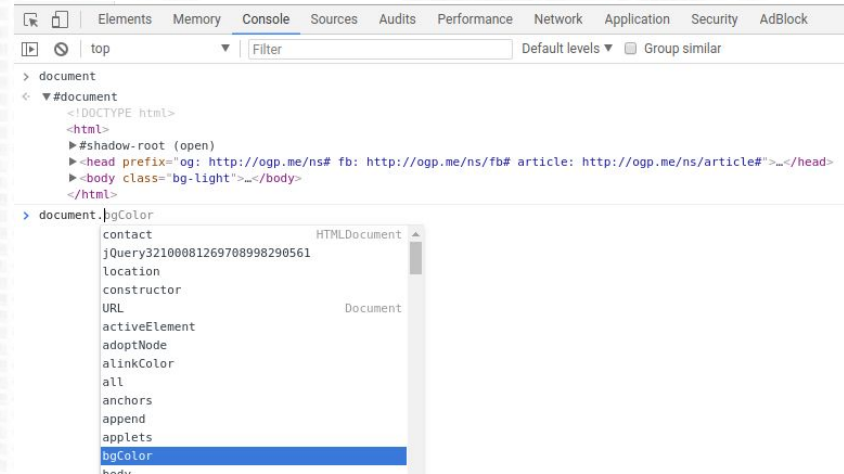 Elements Memory Console Sources Audits Performance Network Application Security AdBlock
top Filter Default levels Group similar
document
#document
<!DOCTYPE html>
<html>
#shadow-root (open)
<head prefix="og: http://ogp.me/ns# fb: http://ogp.me/ns/fb# article: http://ogp.me/ns/article#">…</head>
<body class="bg-light">…</body>
</html>
document.bgColor
contact HTMLDocument
jQuery32100081269708998290561
location
constructor
URL Document
activeElement
adoptNode
alinkColor
all
anchors
append
applets
bgColor
body